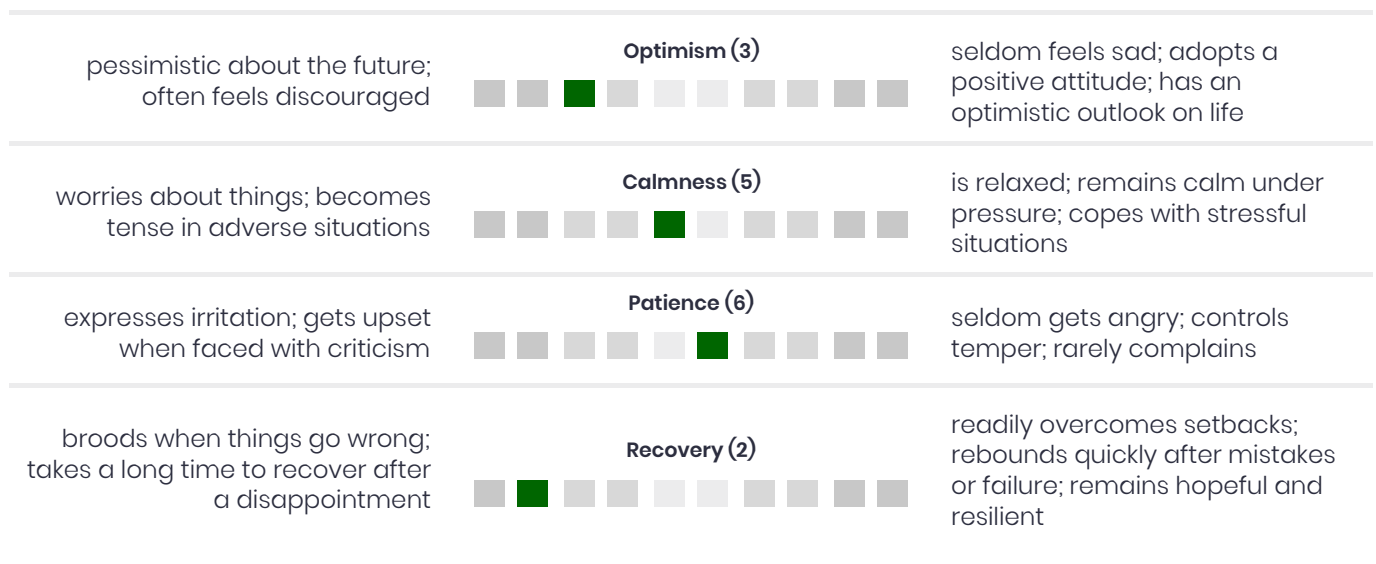 pessimistic about the future;
often feels discouraged
Optimism (3)
seldom feels sad; adopts a
positive attitude; has an
optimistic outlook on life
worries about things; becomes
tense in adverse situations
Calmness (5)
is relaxed; remains calm under
pressure; copes with stressful
situations
expresses irritation; gets upset
when faced with criticism
Patience (6)
seldom gets angry; controls
temper; rarely complains
broods when things go wrong;
takes a long time to recover after
a disappointment
Recovery (2)
readily overcomes setbacks;
rebounds quickly after mistakes
or failure; remains hopeful and
resilient